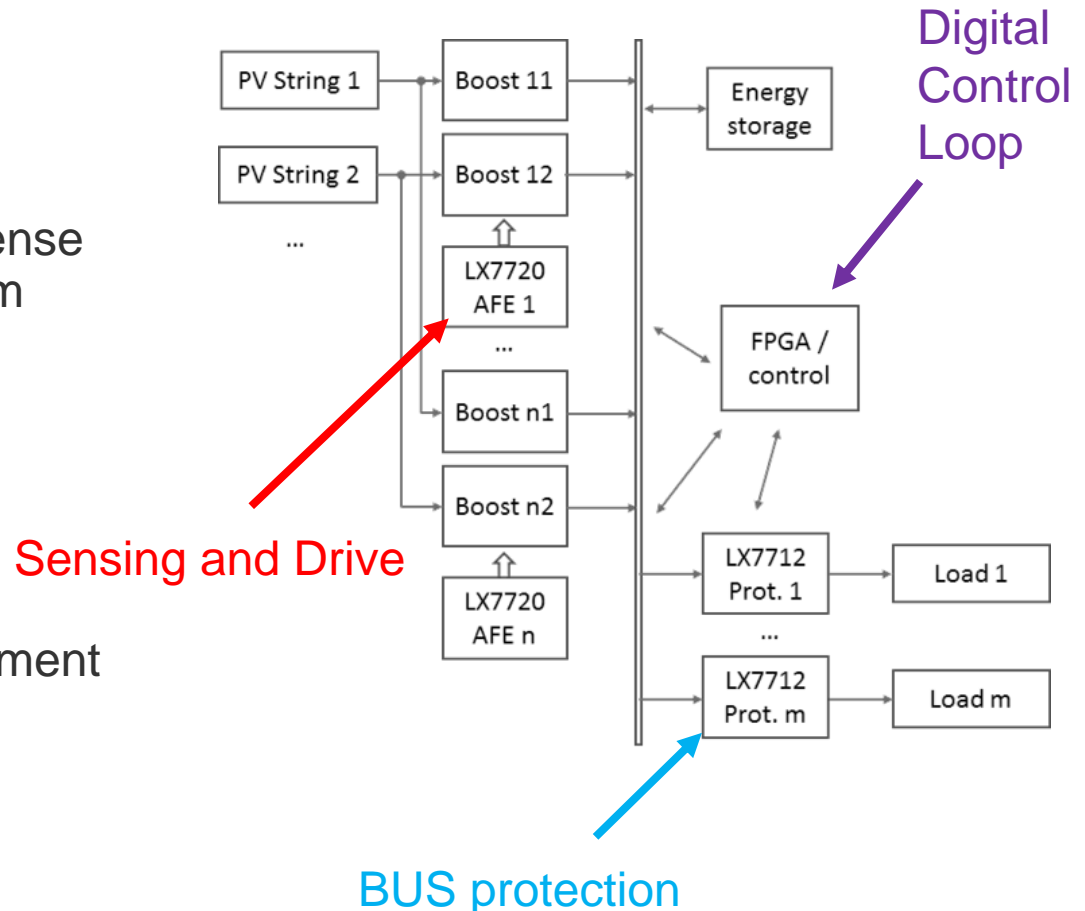 Digital
Control
Loop
PV String 1
Boost 11
Energy
storage
PV String 2
Boost 12
...
ense
m
LX7720
AFE 1
...
FPGA /
control
Boost n1
Boost n2
Sensing and Drive
LX7720
AFE n
LX7712
Prot. 1
Load 1
...
ment
LX7712
Prot. m
Load m
BUS protection